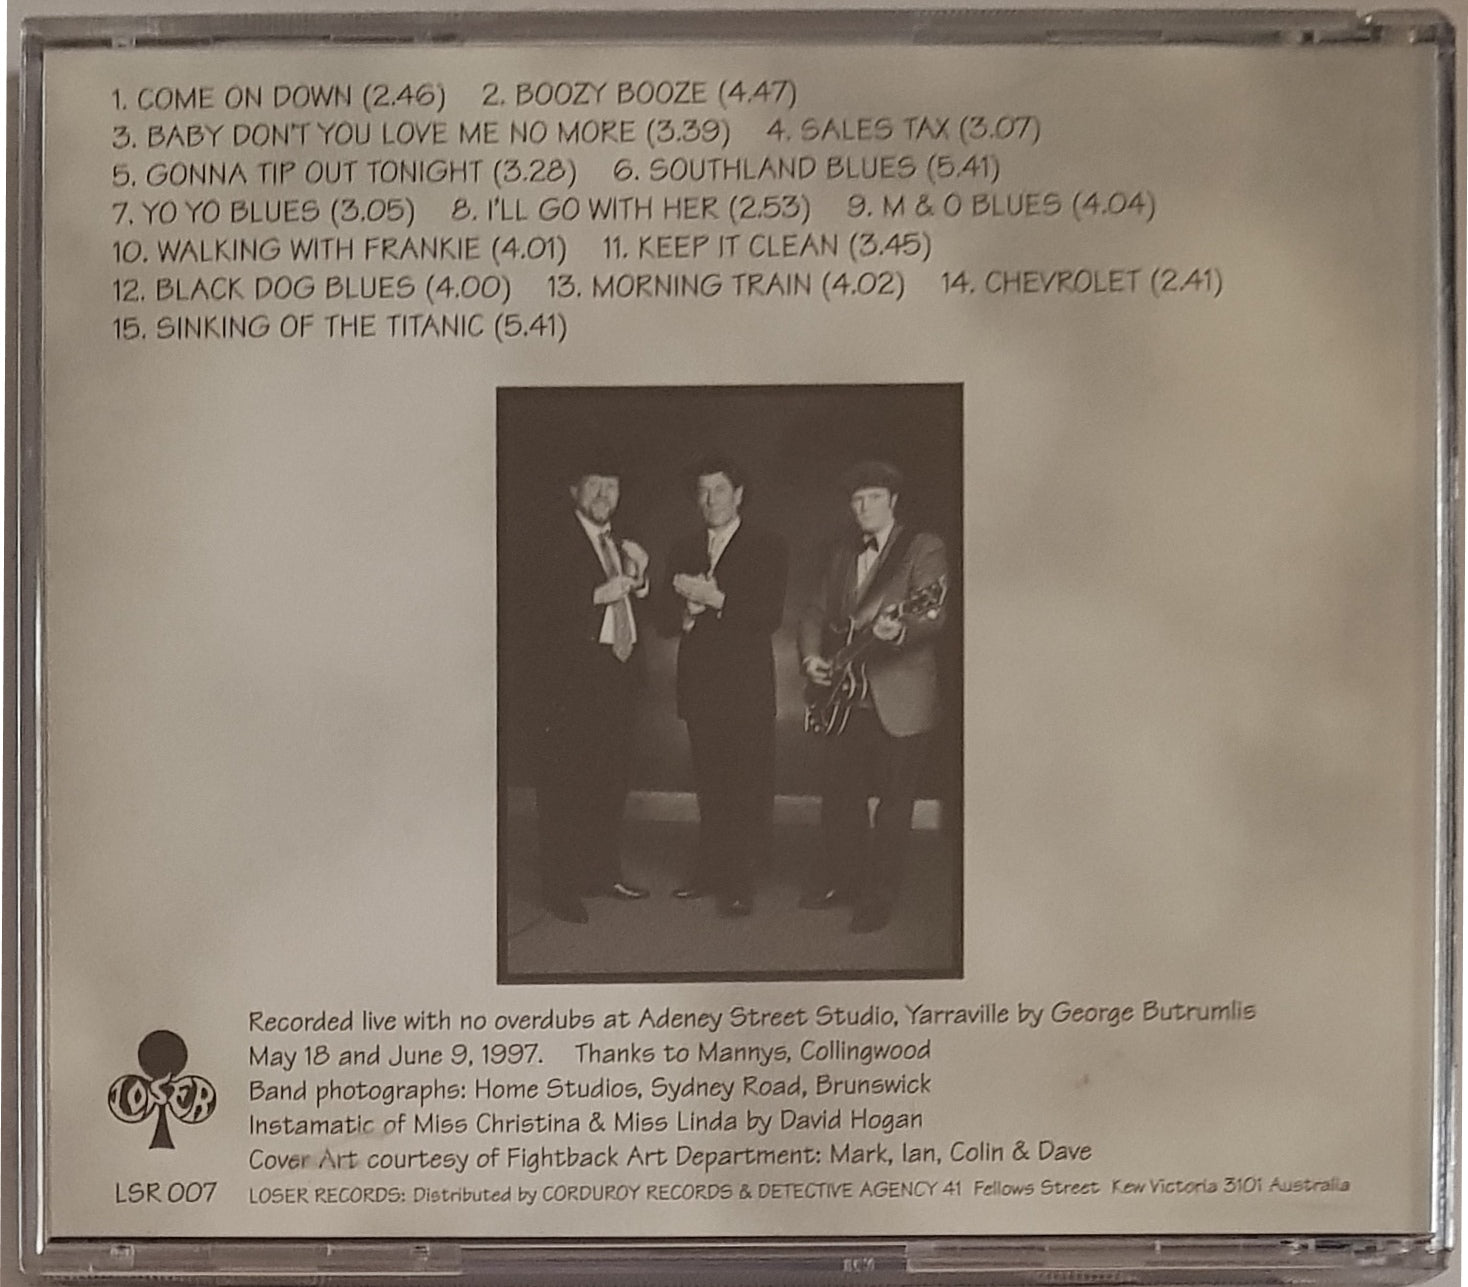 1. COME ON DOWN (2.46) 2. BOOZY BOOZE (4.47)
3. BABY DON'T YOU LOVE ME NO MORE (3.39) 4. SALES TAX (3.07)
5. GONNA TIP OUT TONIGHT (3.28) 6. SOUTHLAND BLUES (5.41)
7. YO YO BLUES (3.05) 8. I'LL GO WITH HER (2.53) 9. M & O BLUES (4.04)
10. WALKING WITH FRANKIE (4.01) 11. KEEP IT CLEAN (3.45)
12. BLACK DOG BLUES (4.00) 13. MORNING TRAIN (4.02) 14. CHEVROLET (2.41)
15. SINKING OF THE TITANIC (5.41)
Recorded live with no overdubs at Adeney Street Studio, Yarraville by George Butrumlis
May 18 and June 9, 1997. Thanks to Mannys, Collingwood
Band photographs: Home Studios, Sydney Road, Brunswick
Instamatic of Miss Christina & Miss Linda by David Hogan
Cover Art courtesy of Fightback Art Department: Mark, Ian, Colin & Dave
LOSER
LSR 007 LOSER RECORDS: Distributed by CORDUROY RECORDS & DETECTIVE AGENCY 41 Fellows Street Kew Victoria 3101 Australia